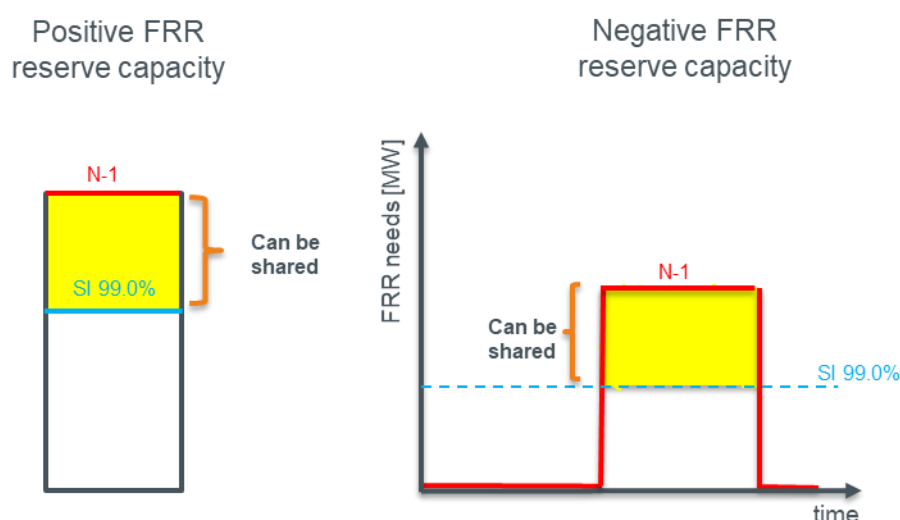 Positive FRR
reserve capacity
N-1
SI 99.0%
Can be
shared
Negative FRR
reserve capacity
FRR needs [MW]
N-1
Can be
shared
SI 99.0%
time